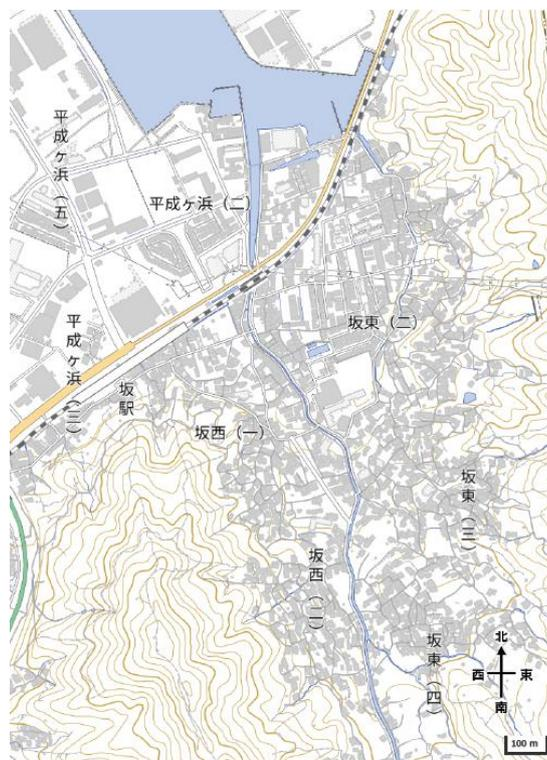 平成ヶ浜（五）
平成ヶ浜（二）
平成ヶ浜（三）
坂駅
坂東（二）
坂西（一）
坂東（三）
坂西（二）
坂東（四）
北
西
東
南
100 m